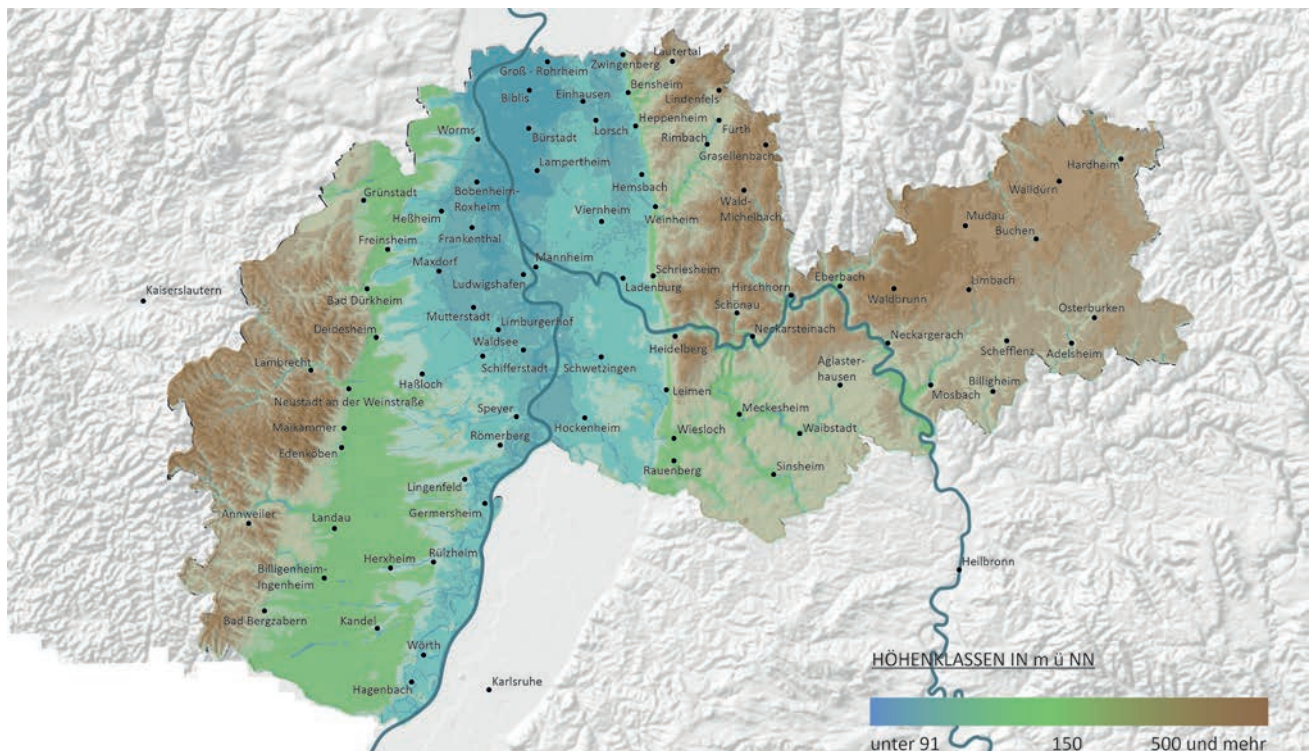 Lautertal
Zwingenberg
Groß-Rohrheim
Bensheim
Biblis
Einhausen
Lindenfels
Worms
Bürstadt
Lorsch
Heppenheim
Fürth
Rimbach
Grasellenbach
Lampertheim
Hardheim
Walldürn
Bobenheim-
Roxheim
Hemsbach
Wald-
Michelbach
Grünstadt
Heßheim
Viernheim
Weinheim
Mudau
Buchen
Frankenthal
Freinsheim
Maxdorf
Mannheim
Ludwigshafen
Ladenburg
Schriesheim
Hirschhorn
Eberbach
Waldbrunn
Limbach
Kaiserslautern
Bad Dürkheim
Mutterstadt
Limburgerhof
Schönau
Osterburken
Deidesheim
Waldsee
Heidelberg
Neckarsteinach
Neckargerach
Schefflenz
Adelsheim
Lambrecht
Schifferstadt
Schwetzingen
Aglaster-
hausen
Haßloch
Neustadt an der Weinstraße
Leimen
Mosbach
Billigheim
Speyer
Hockenheim
Meckesheim
Maikammer
Römerberg
Wiesloch
Waibstadt
Edenkoben
Rauenberg
Sinsheim
Lingenfeld
Germersheim
Annweiler
Landau
Herxheim
Rülzheim
Heilbronn
Billigenheim-
Ingenheim
Bad Bergzabern
Kandel
Wörth
Hagenbach
Karlsruhe
HÖHENKLASSEN IN m ü NN
unter 91 150 500 und mehr